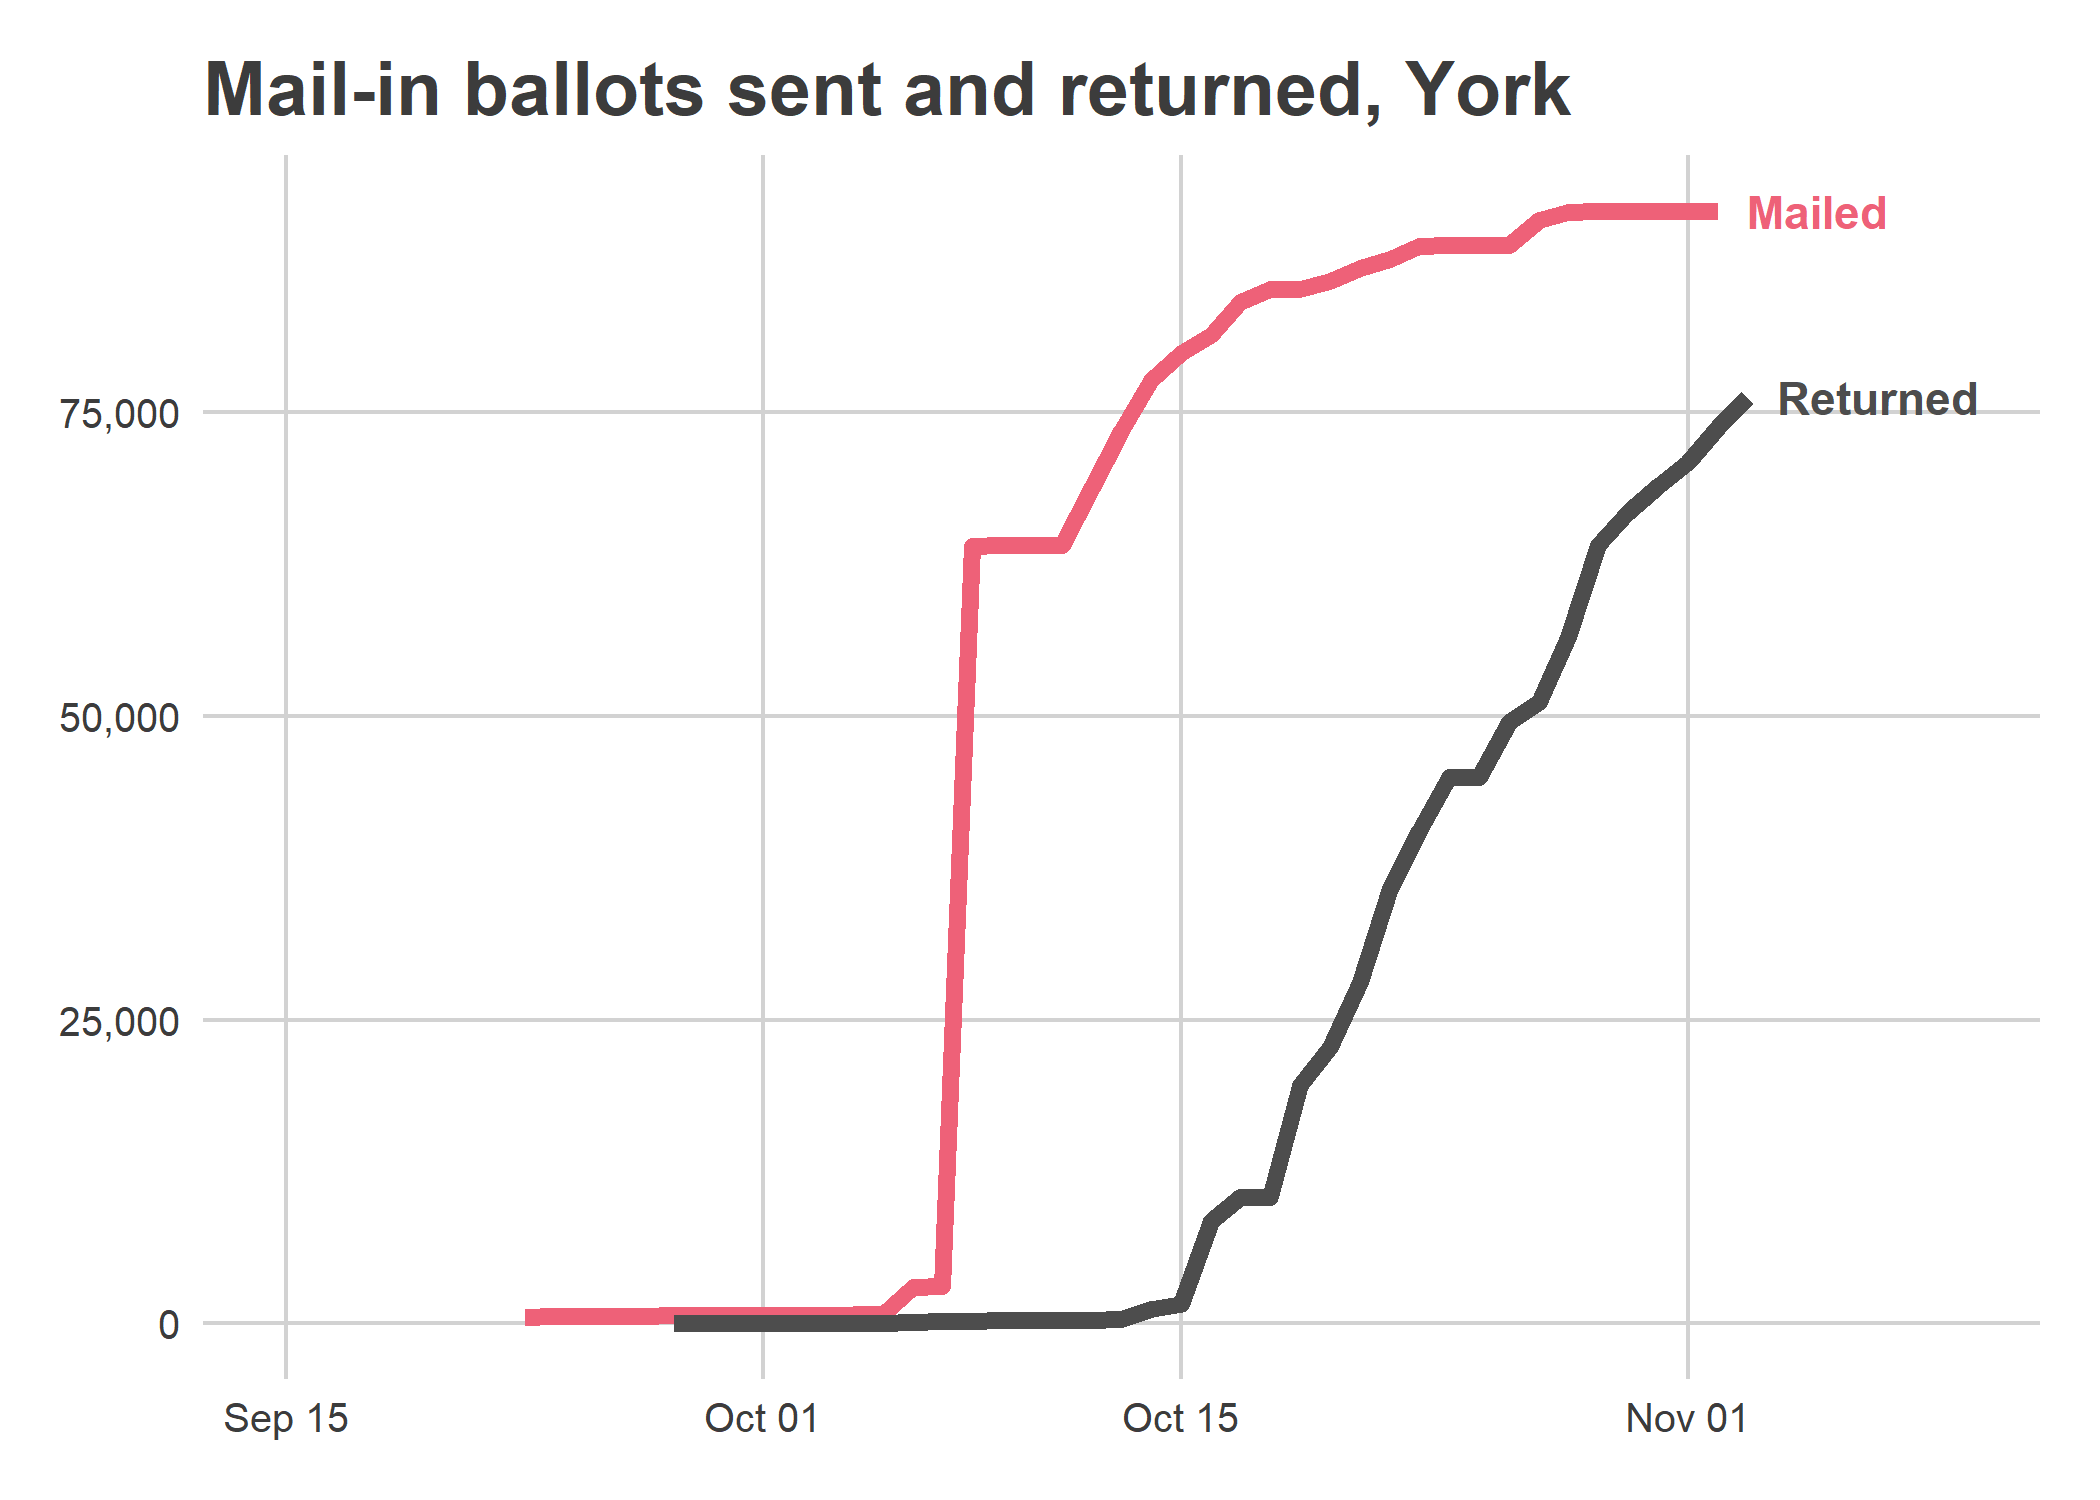 Mail-in ballots sent and returned, York
Mailed
Returned
75,000
50,000
25,000
0
Sep 15
Oct 01
Oct 15
Nov 01